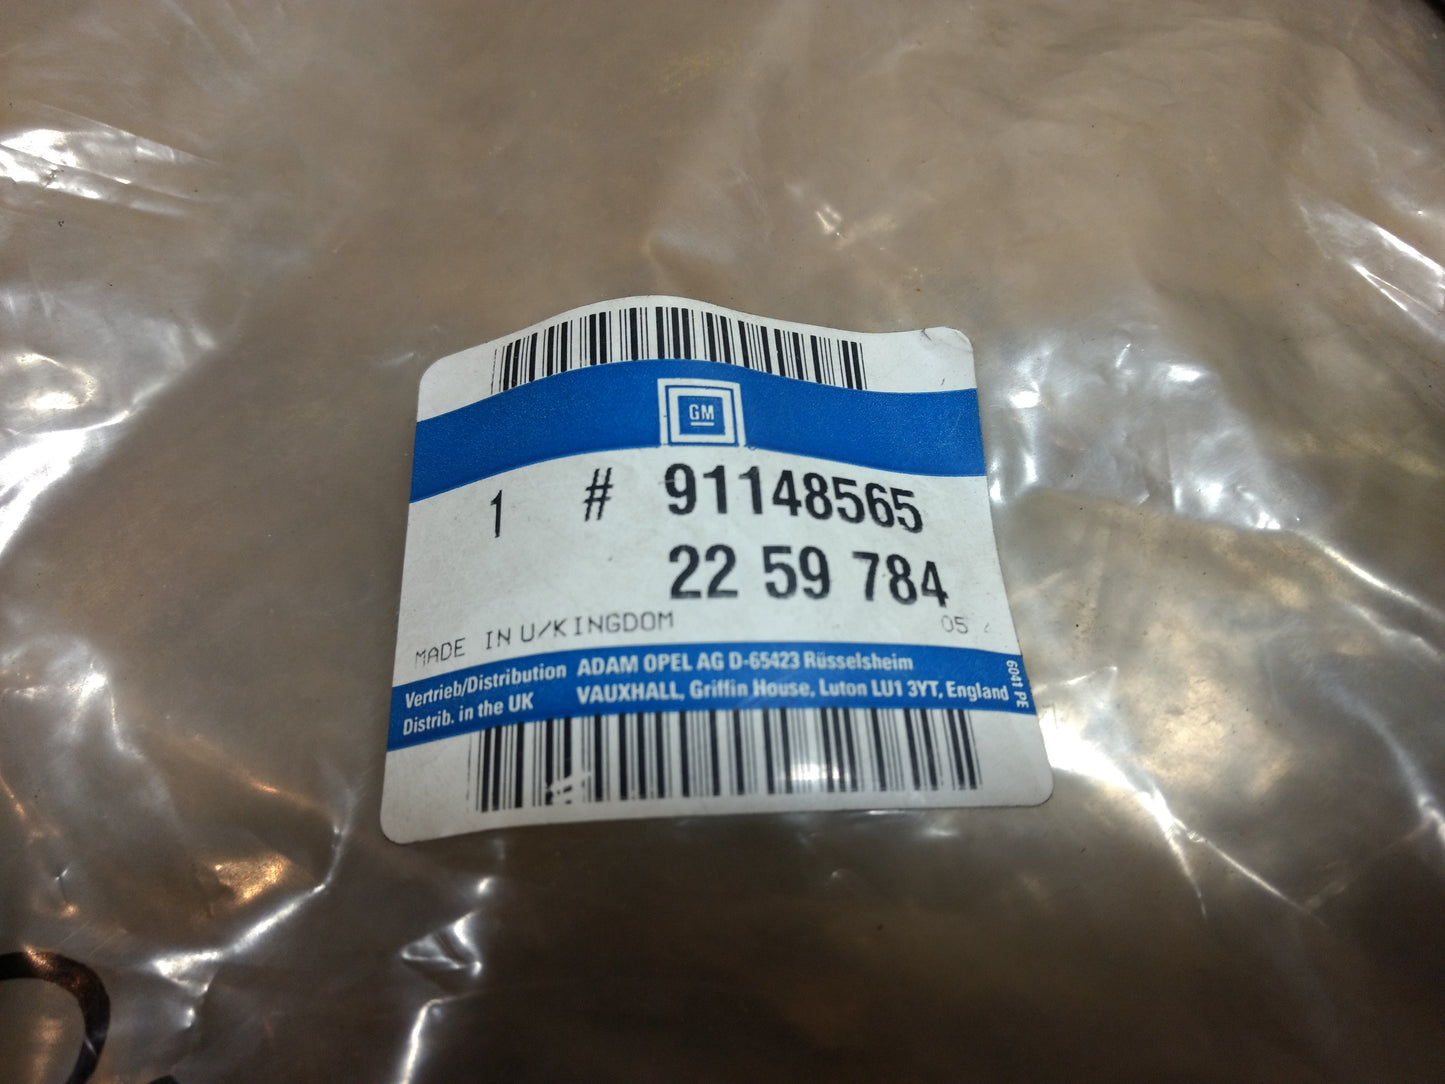 GM
1 # 91148565
22 59 784
MADE IN U/KINGDOM 05
Vertrieb/Distribution ADAM OPEL AG D-65423 Rüsselsheim
Distrib. in the UK VAUXHALL, Griffin House, Luton LU1 3YT, England
6041 PE